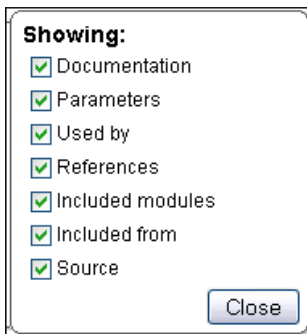 Showing:
Documentation
Parameters
Used by
References
Included modules
Included from
Source
Close